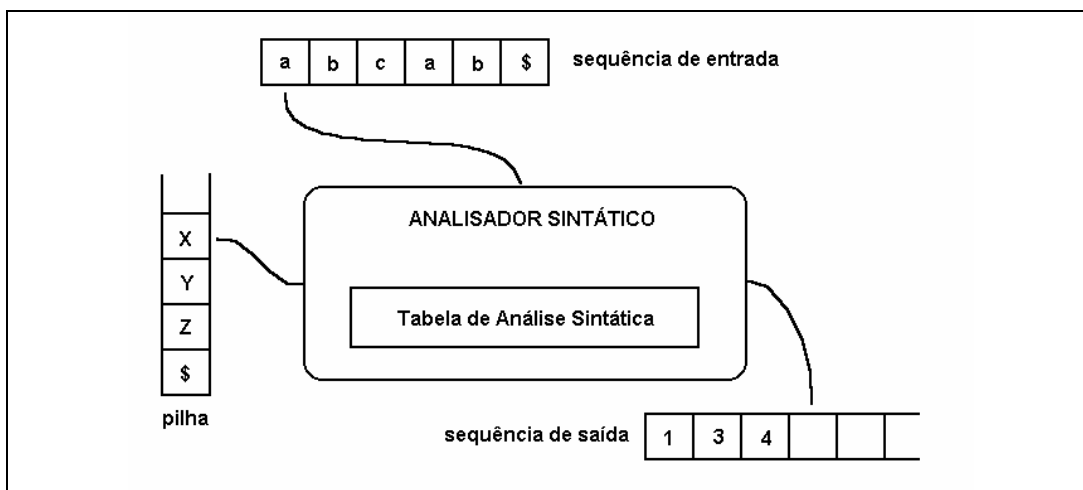 a b c a b $ sequência de entrada
ANALISADOR SINTÁTICO
X
Y
Tabela de Análise Sintática
Z
$
pilha
sequência de saída 1 3 4